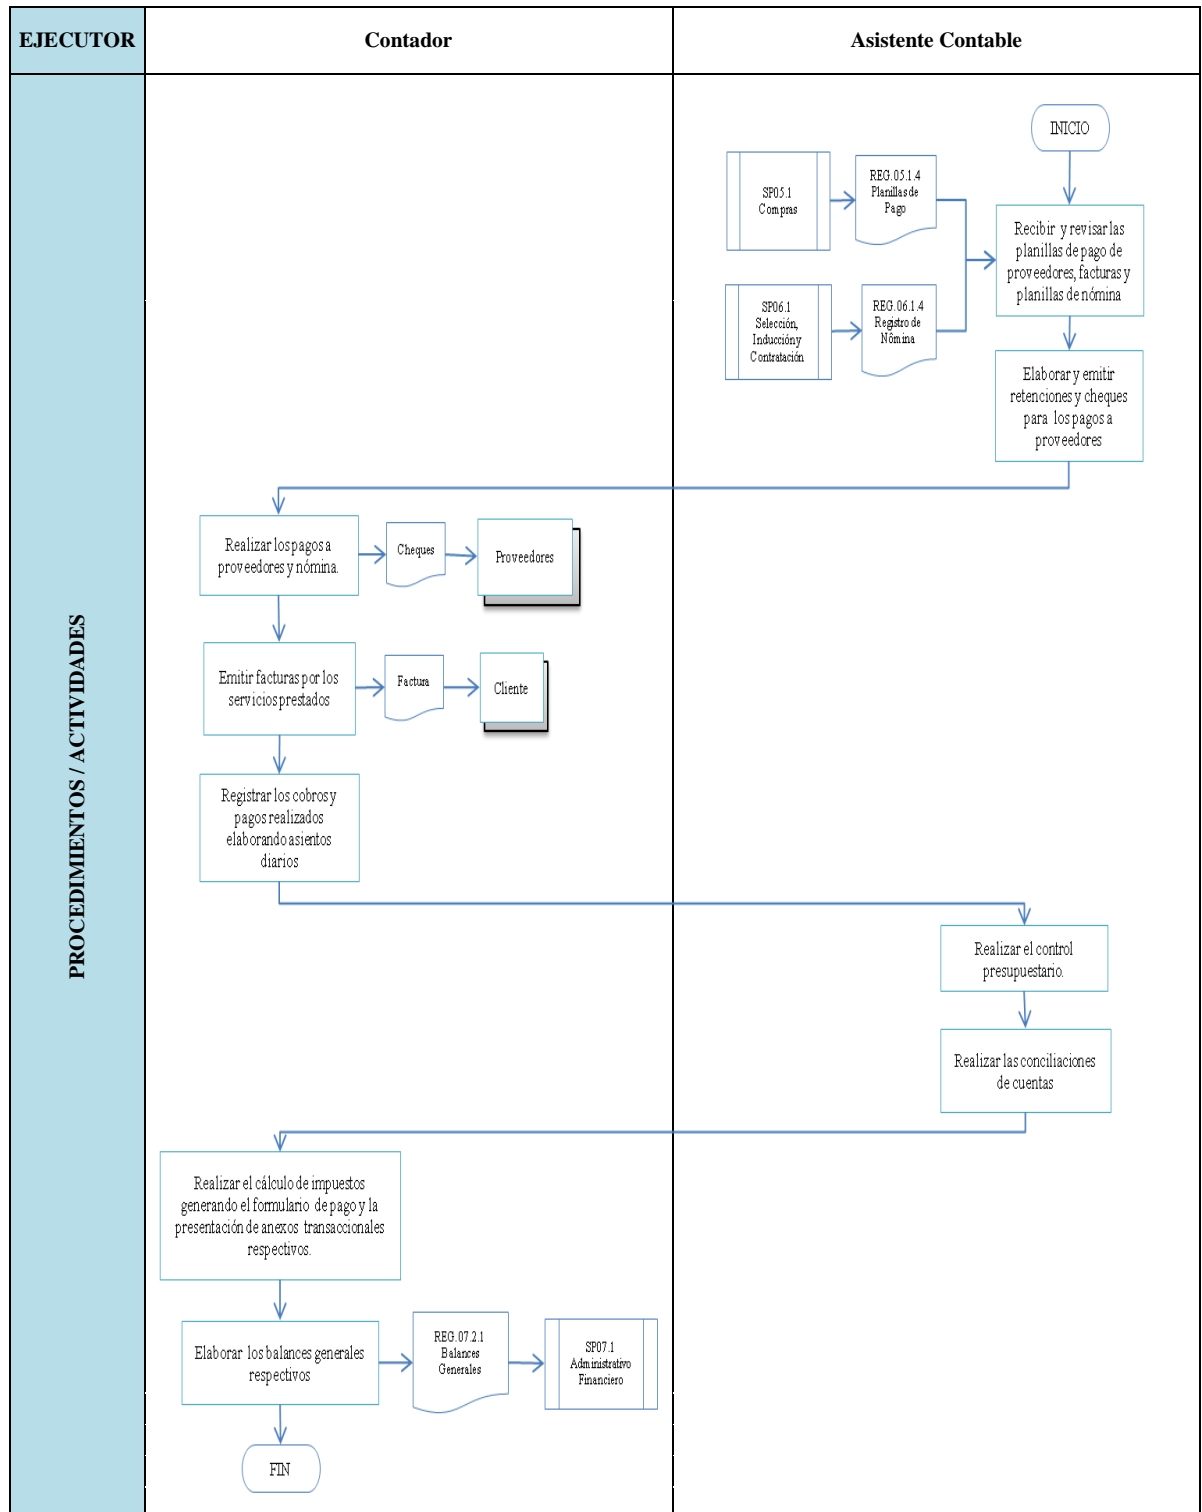 EJECUTOR
Contador
Asistente Contable
PROCEDIMIENTOS / ACTIVIDADES
INICIO
SP05.1
Compras
REG.05.1.4
Planillas de
Pago
Recibir y revisar las
planillas de pago de
proveedores, facturas y
planillas de nómina
SP06.1
Selección,
Inducción y
Contratación
REG.06.1.4
Registro de
Nômina
Elaborar y emitir
retenciones y cheques
para los pagos a
proveedores
Realizar los pagos a
proveedores y nómina.
Cheques
Proveedores
Emitir facturas por los
servicios prestados
Factura
Cliente
Registrar los cobros y
pagos realizados
elaborando asientos
diarios
Realizar el control
presupuestario.
Realizar las conciliaciones
de cuentas
Realizar el cálculo de impuestos
generando el formulario de pago y la
presentación de anexos transaccionales
respectivos.
Elaborar los balances generales
respectivos
REG.07.2.1
Balances
Generales
SP07.1
Administrativo
Financiero
FIN